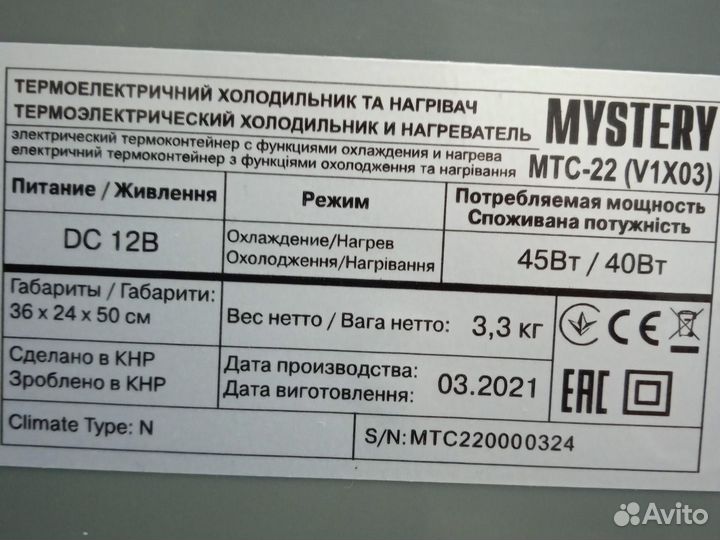 ТЕРМОЕЛЕКТРИЧНИЙ ХОЛОДИЛЬНИК ТА НАГРІВАЧ
ТЕРМОЭЛЕКТРИЧЕСКИЙ ХОЛОДИЛЬНИК И НАГРЕВАТЕЛЬ
электрический термоконтейнер с функциями охлаждения и нагрева
електричний термоконтейнер з функціями охолодження та нагрівання
MYSTERY
MTC-22 (V1X03)
Питание / Живлення
Режим
Потребляемая мощность
Споживана потужність
DC 12В
Охлаждение/Нагрев
Охолодження/Нагрівання
45Вт / 40Вт
Габариты / Габарити:
36 x 24 x 50 см
Вес нетто / Вага нетто:
3,3 кг
CE
Сделано в КНР
Зроблено в КНР
Дата производства:
Дата виготовлення:
03.2021
EAC
Climate Type: N
S/N: MTC220000324
Avito